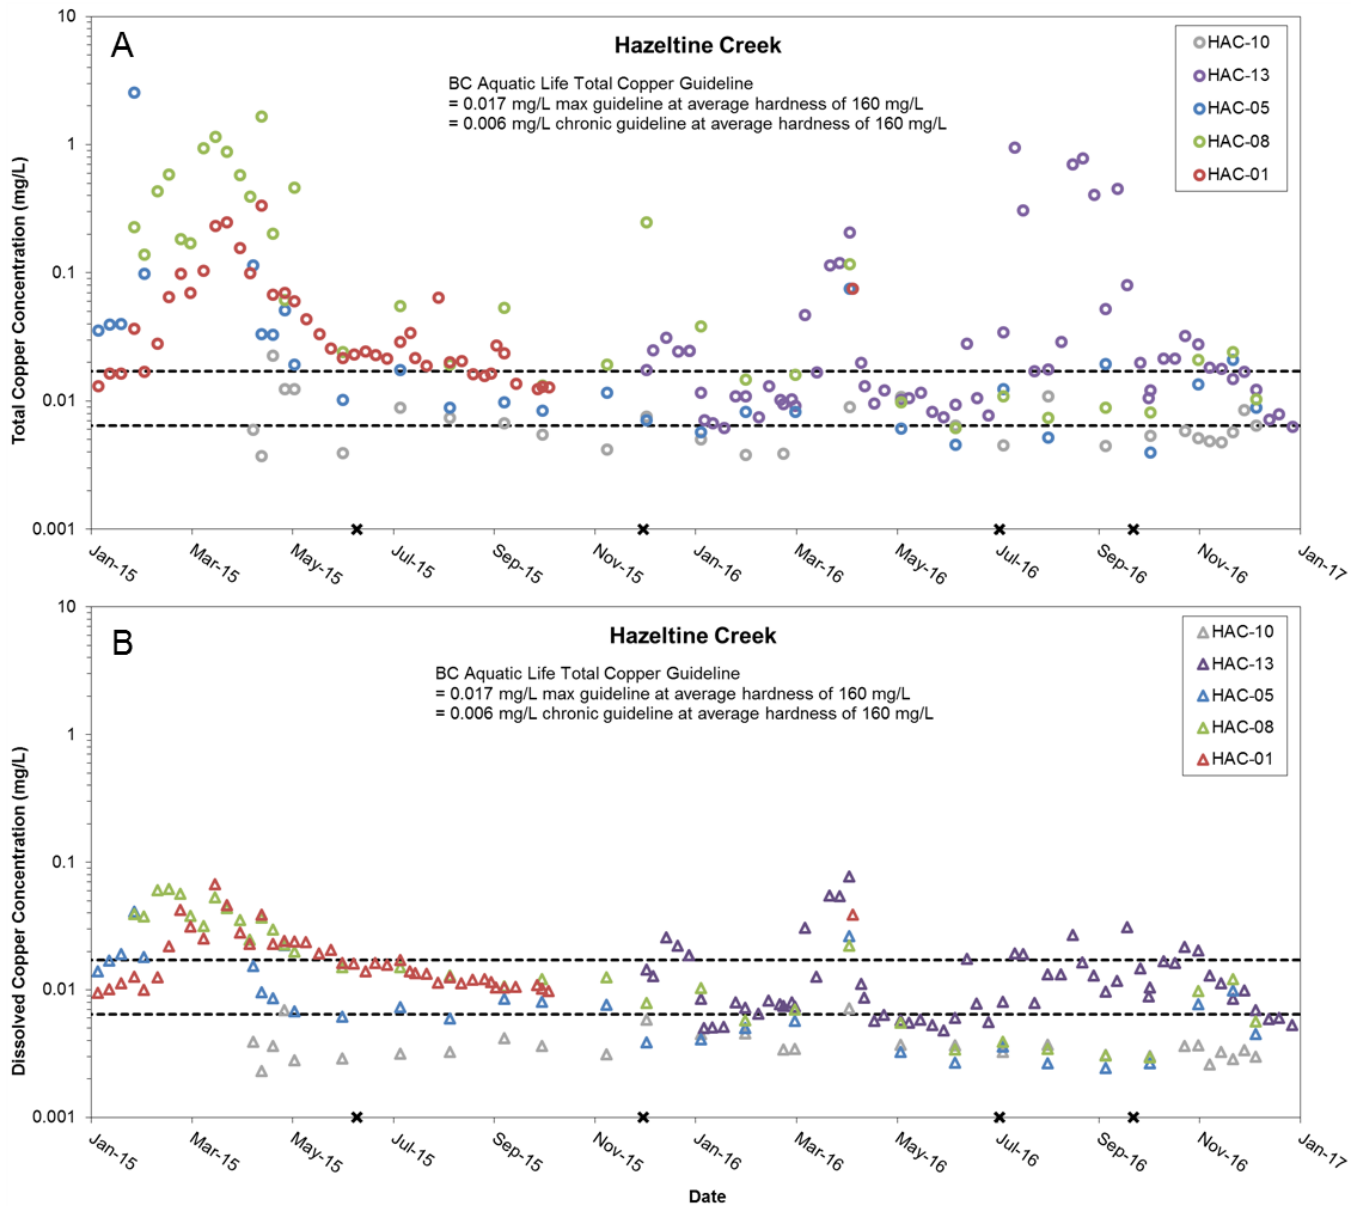 A
Hazeltine Creek
BC Aquatic Life Total Copper Guideline
= 0.017 mg/L max guideline at average hardness of 160 mg/L
= 0.006 mg/L chronic guideline at average hardness of 160 mg/L
HAC-10
HAC-13
HAC-05
HAC-08
HAC-01
Total Copper Concentration (mg/L)
10
1
0.1
0.01
0.001
Jan-15
Mar-15
May-15
Jul-15
Sep-15
Nov-15
Jan-16
Mar-16
May-16
Jul-16
Sep-16
Nov-16
Jan-17
B
Hazeltine Creek
BC Aquatic Life Total Copper Guideline
= 0.017 mg/L max guideline at average hardness of 160 mg/L
= 0.006 mg/L chronic guideline at average hardness of 160 mg/L
HAC-10
HAC-13
HAC-05
HAC-08
HAC-01
Dissolved Copper Concentration (mg/L)
10
1
0.1
0.01
0.001
Jan-15
Mar-15
May-15
Jul-15
Sep-15
Nov-15
Jan-16
Mar-16
May-16
Jul-16
Sep-16
Nov-16
Jan-17
Date